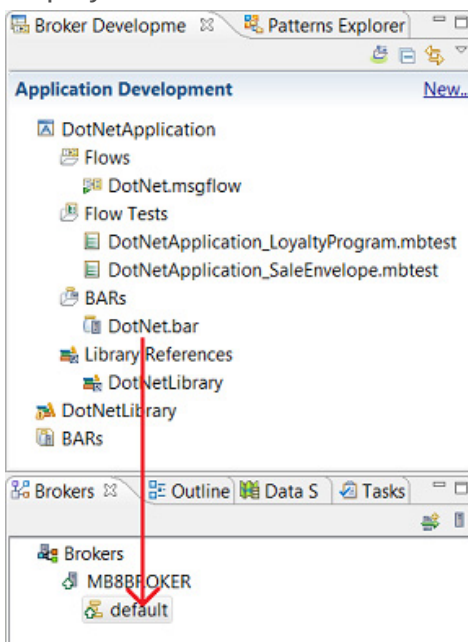 Broker Developme Patterns Explorer
Application Development New...
DotNetApplication
Flows
DotNet.msgflow
Flow Tests
DotNetApplication_LoyaltyProgram.mbtest
DotNetApplication_SaleEnvelope.mbtest
BARs
DotNet.bar
Library References
DotNetLibrary
DotNetLibrary
BARs
Brokers Outline Data S Tasks
Brokers
MB8BROKER
default